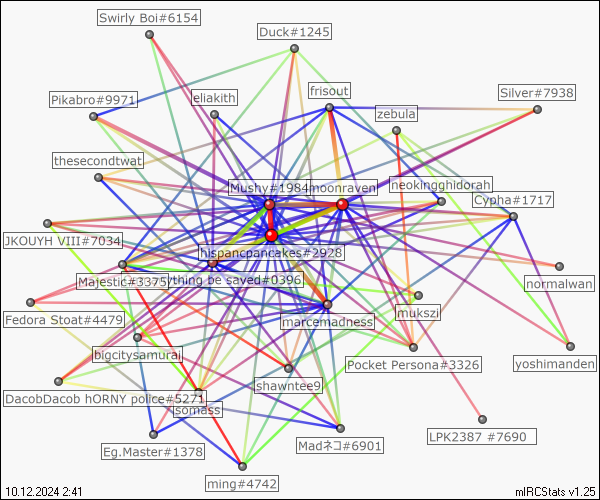 Swirly Boi#6154
Duck#1245
Silver#7938
Pikabro#9971
eliakith
frisout
zebula
thesecondtwat
Mushy#1984
moonraven
neokingghidorah
Cypha#1717
JKOUYH VIII#7034
hispancpancakes#2928
Majestic#3375
ything be saved#0396
normalwan
Fedora Stoat#4479
marcemadness
mukszi
bigcitysamurai
Pocket Persona#3326
yoshimanden
shawntee9
DacobDacob hORNY police#5271
somass
LPK2387 #7690
Eg.Master#1378
Madネコ#6901
ming#4742
10.12.2024 2:41
mIRCStats v1.25